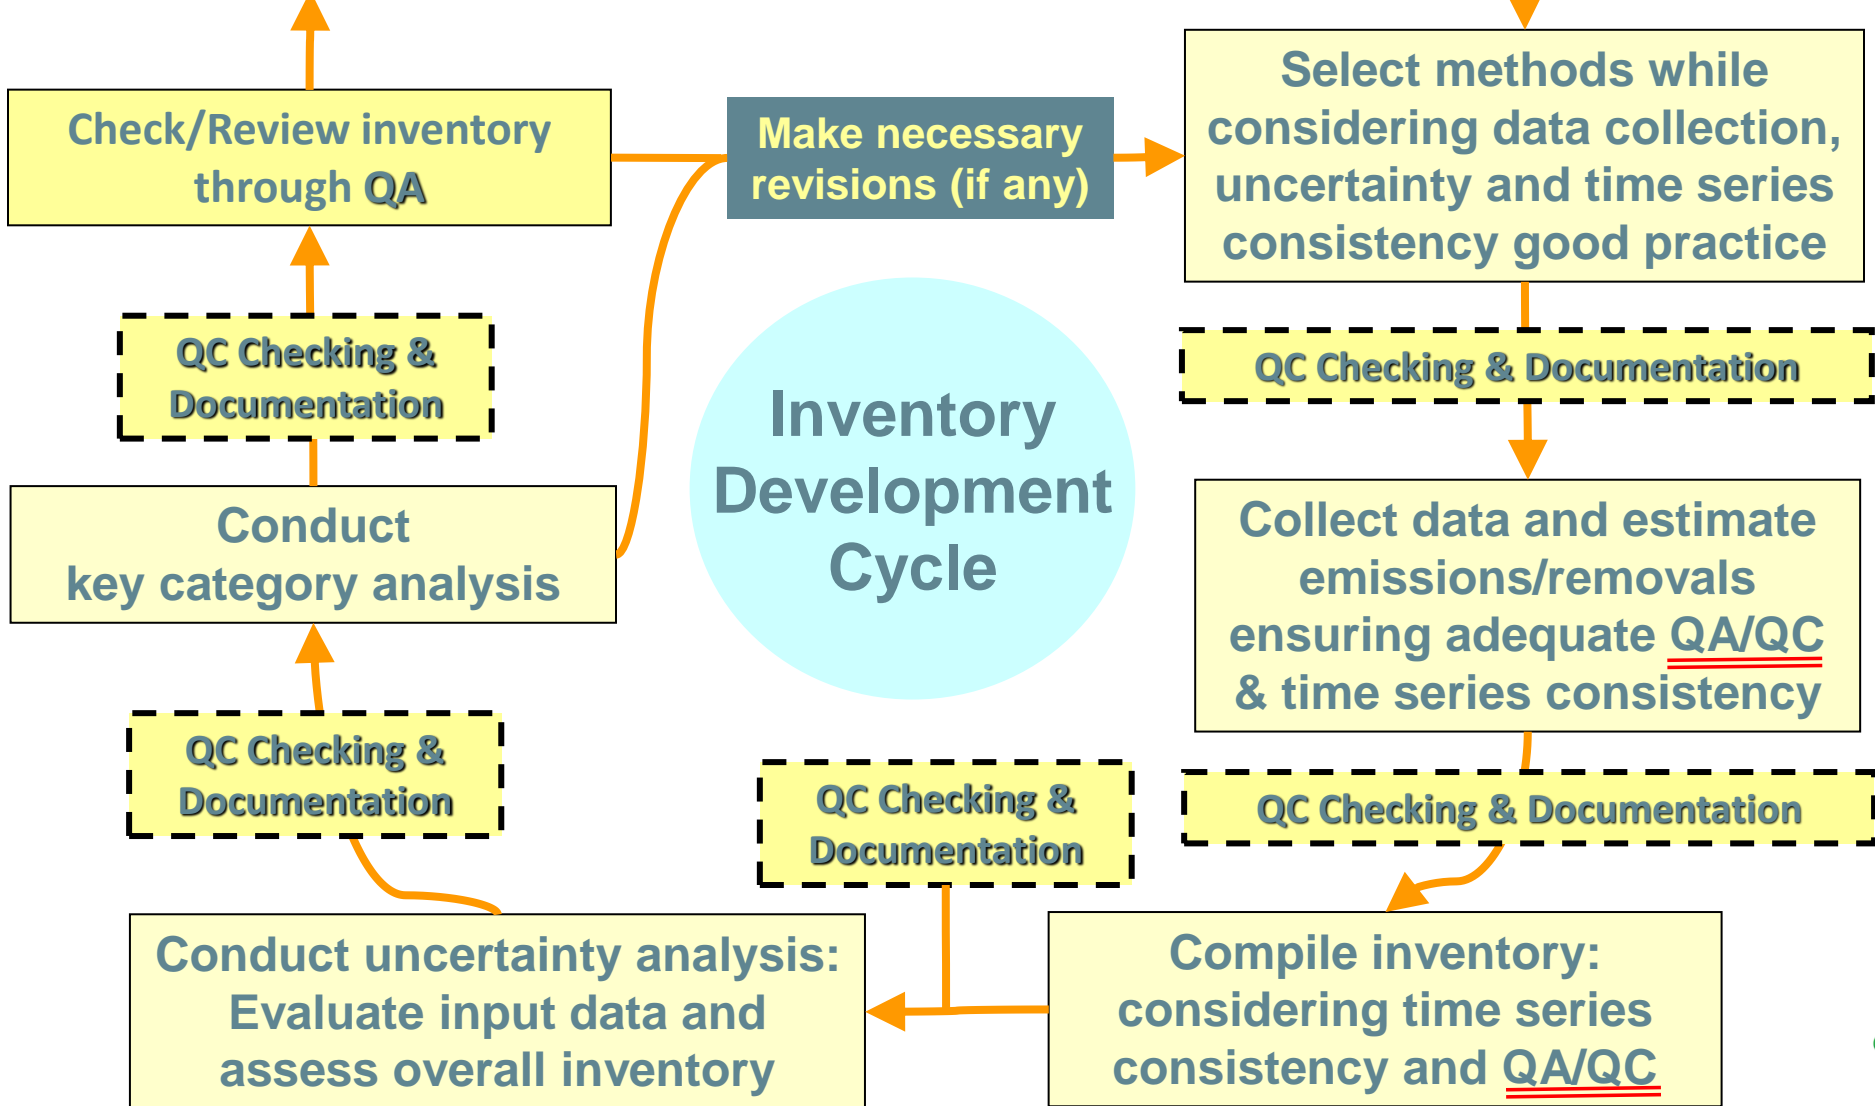 Check/Review inventory
through QA
Make necessary
revisions (if any)
Select methods while
considering data collection,
uncertainty and time series
consistency good practice
QC Checking &
Documentation
QC Checking & Documentation
Inventory
Development
Cycle
Conduct
key category analysis
Collect data and estimate
emissions/removals
ensuring adequate QA/QC
& time series consistency
QC Checking &
Documentation
QC Checking &
Documentation
QC Checking & Documentation
Conduct uncertainty analysis:
Evaluate input data and
assess overall inventory
Compile inventory:
considering time series
consistency and QA/QC